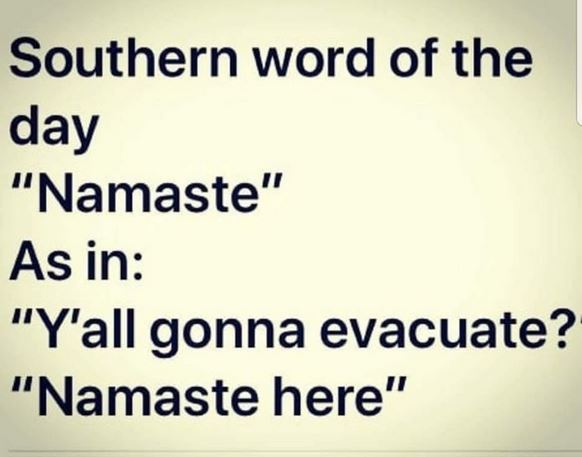 Southern word of the
day
“Namaste”
As in:
“Y'all gonna evacuate?”
“Namaste here”